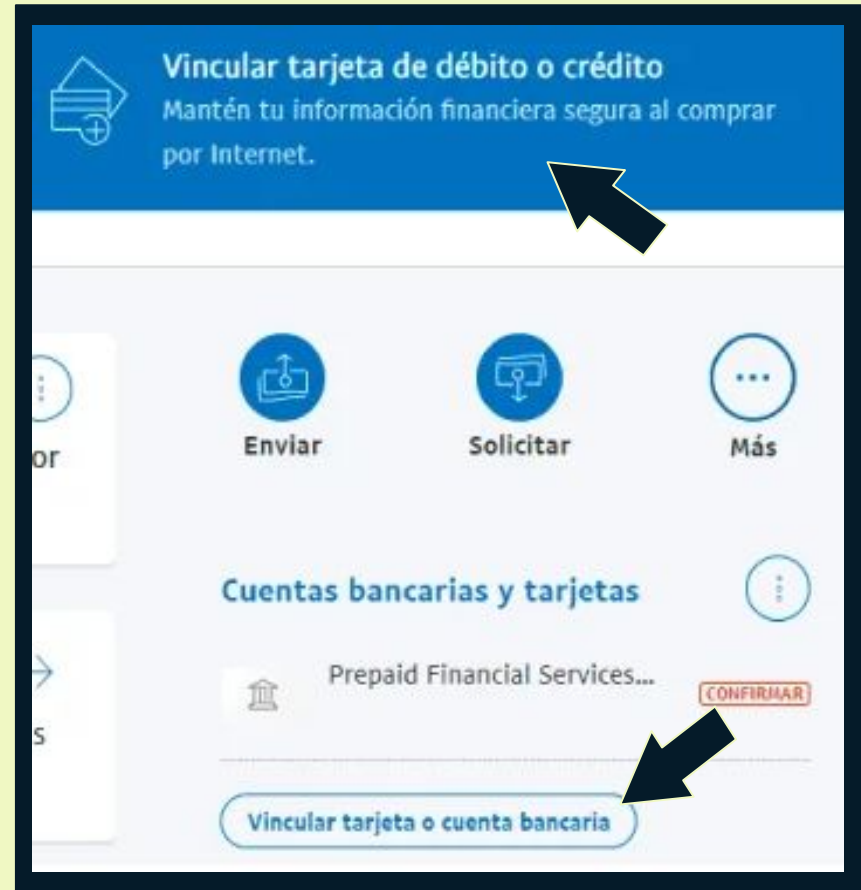 Vincular tarjeta de débito o crédito
Mantén tu información financiera segura al comprar
por Internet.
or
Enviar
Solicitar
Más
Cuentas bancarias y tarjetas
s
Prepaid Financial Services...
CONFIRMAR
Vincular tarjeta o cuenta bancaria